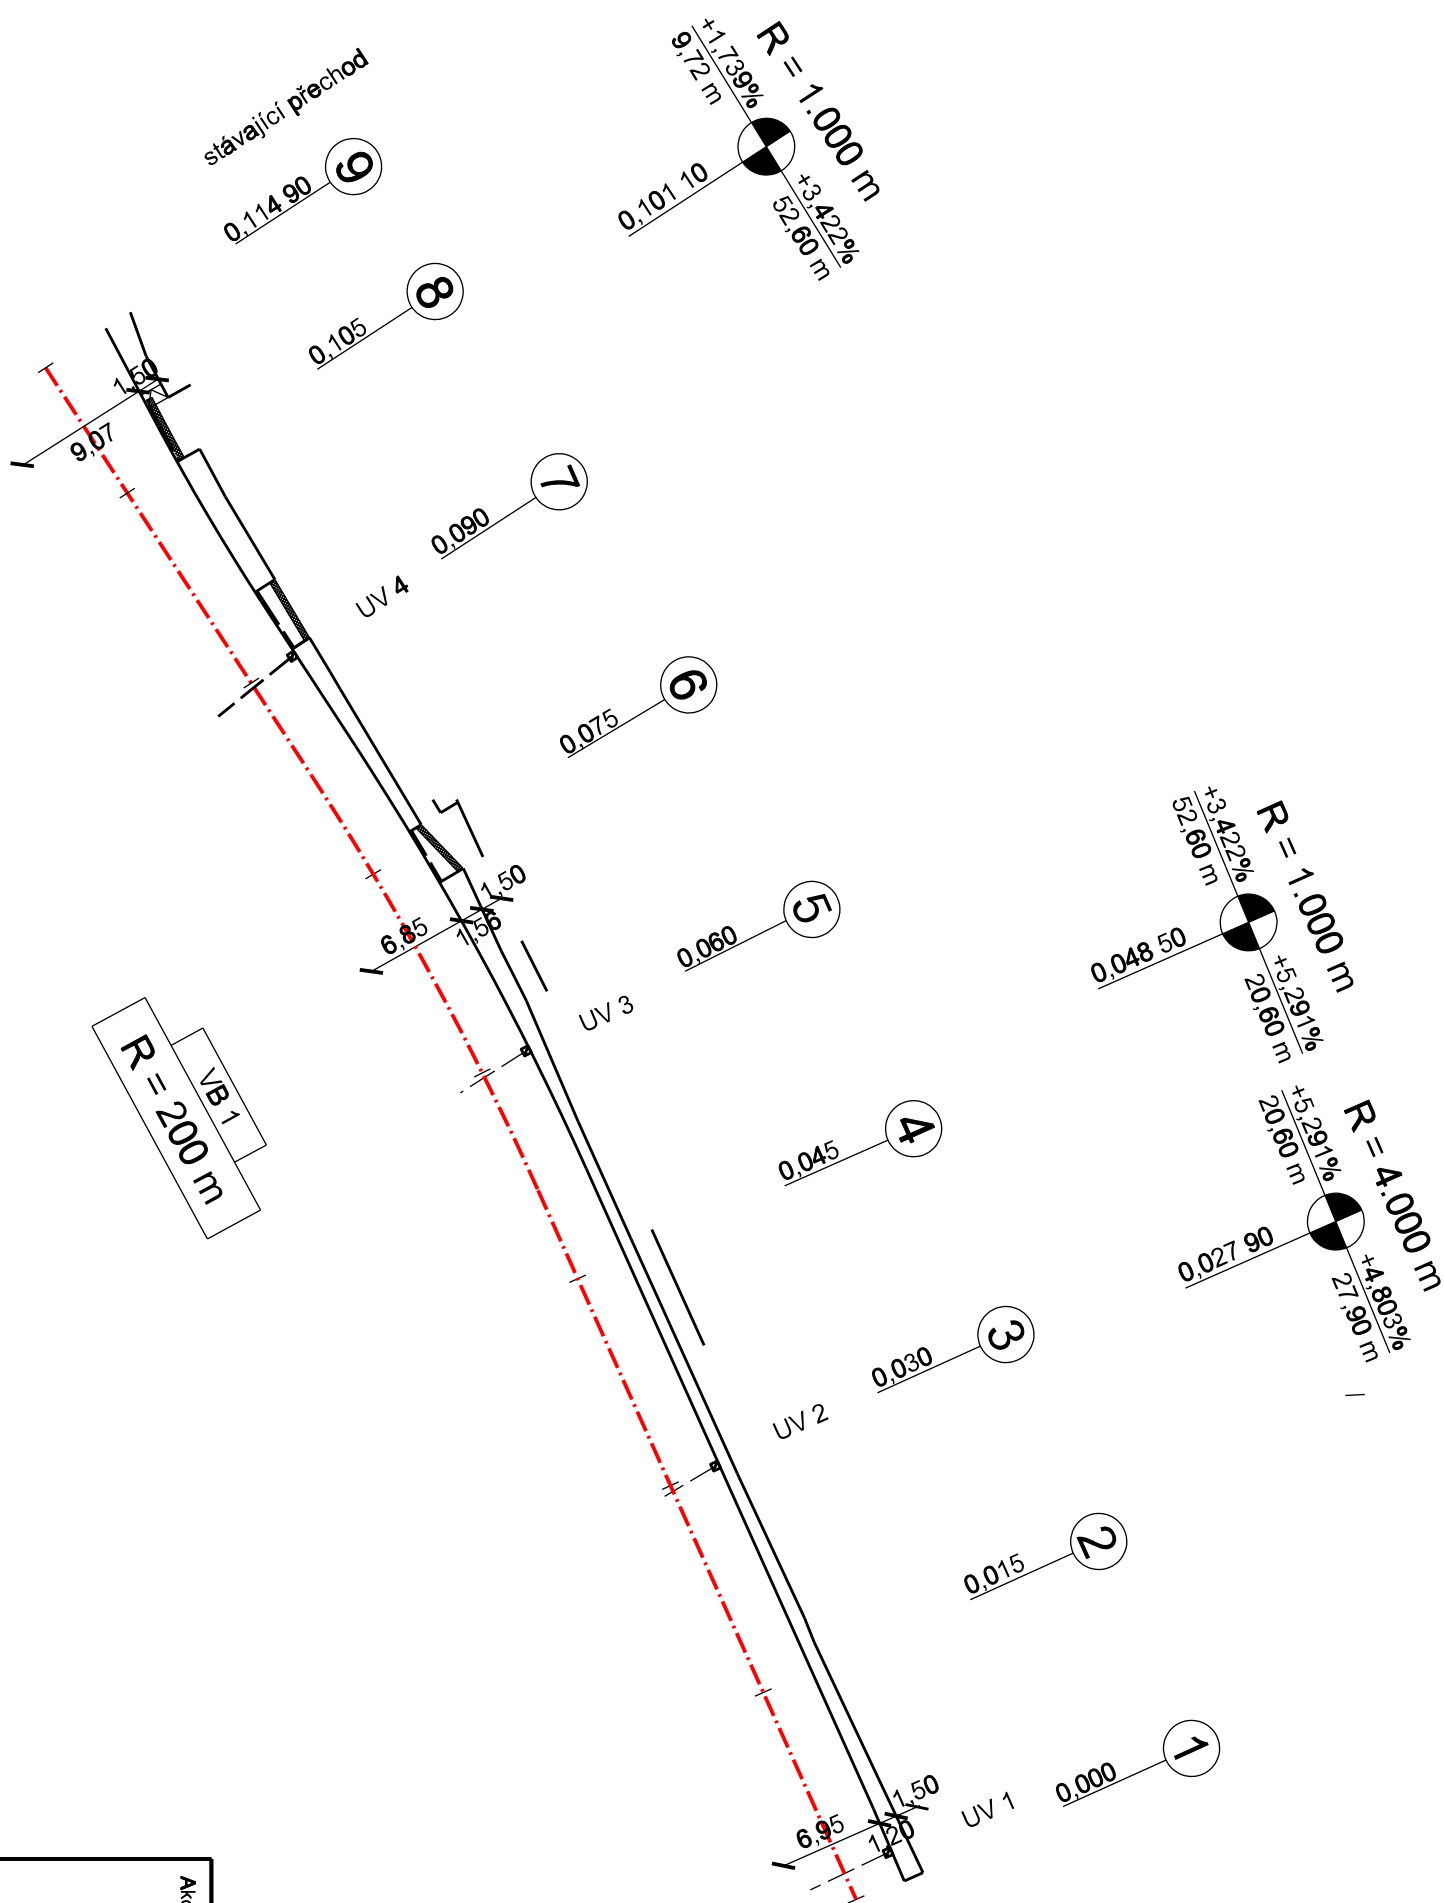 R = 1.000 m
+1,739%
9,72 m
+3,422%
52,60 m
0,101 10
stávající přechod
9
0,114 90
8
0,105
1,50
9,07
7
0,090
UV 4
6
0,075
5
0,060
1,50
1,56
6,85
UV 3
R = 1.000 m
+3,422%
52,60 m
+5,291%
20,60 m
0,048 50
VB 1
R = 200 m
4
0,045
R = 4.000 m
+5,291%
20,60 m
+4,803%
27,90 m
0,027 90
3
0,030
UV 2
2
0,015
1
0,000
UV 1
1,50
1,20
6,95